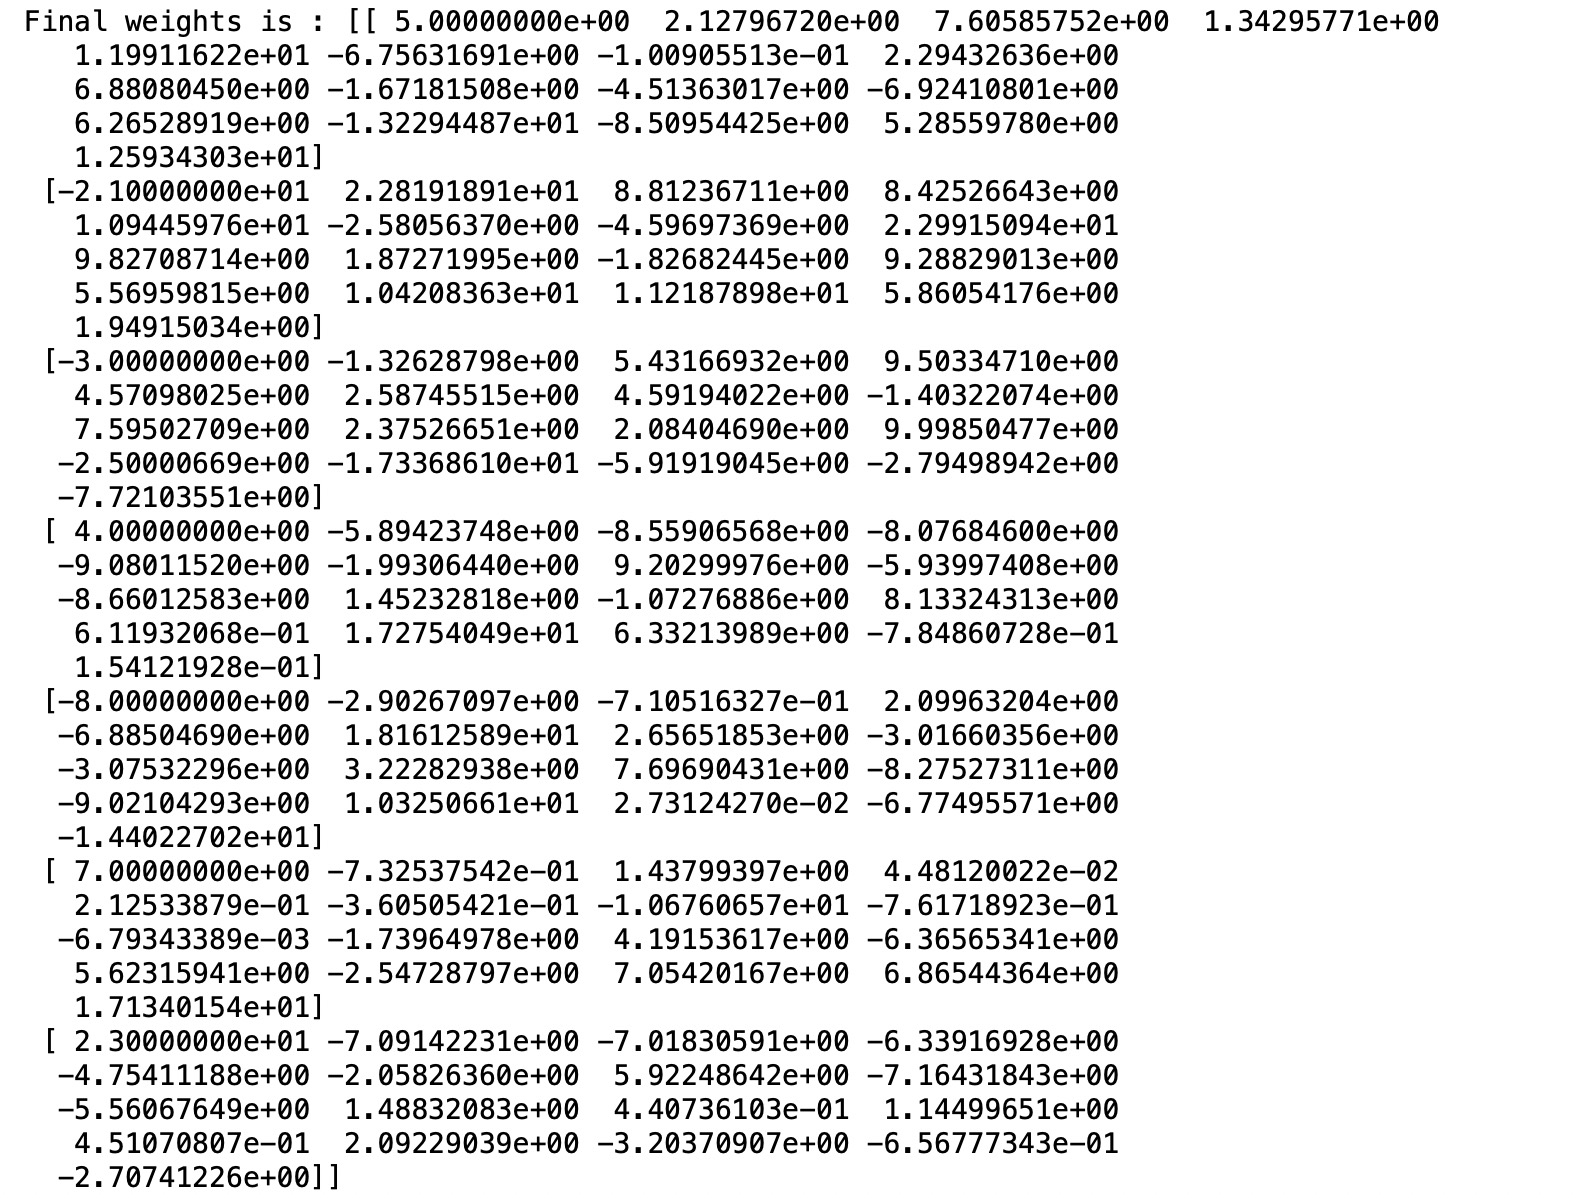 Final weights is : [[ 5.00000000e+00  2.12796720e+00  7.60585752e+00  1.34295771e+00
   1.19911622e+01 -6.75631691e+00 -1.00905513e-01  2.29432636e+00
   6.88080450e+00 -1.67181508e+00 -4.51363017e+00 -6.92410801e+00
   6.26528919e+00 -1.32294487e+01 -8.50954425e+00  5.28559780e+00
   1.25934303e+01]
 [-2.10000000e+01  2.28191891e+01  8.81236711e+00  8.42526643e+00
   1.09445976e+01 -2.58056370e+00 -4.59697369e+00  2.29915094e+01
   9.82708714e+00  1.87271995e+00 -1.82682445e+00  9.28829013e+00
   5.56959815e+00  1.04208363e+01  1.12187898e+01  5.86054176e+00
   1.94915034e+00]
 [-3.00000000e+00 -1.32628798e+00  5.43166932e+00  9.50334710e+00
   4.57098025e+00  2.58745515e+00  4.59194022e+00 -1.40322074e+00
   7.59502709e+00  2.37526651e+00  2.08404690e+00  9.99850477e+00
  -2.50000669e+00 -1.73368610e+01 -5.91919045e+00 -2.79498942e+00
  -7.72103551e+00]
 [ 4.00000000e+00 -5.89423748e+00 -8.55906568e+00 -8.07684600e+00
  -9.08011520e+00 -1.99306440e+00  9.20299976e+00 -5.93997408e+00
  -8.66012583e+00  1.45232818e+00 -1.07276886e+00  8.13324313e+00
   6.11932068e-01  1.72754049e+01  6.33213989e+00 -7.84860728e-01
   1.54121928e-01]
 [-8.00000000e+00 -2.90267097e+00 -7.10516327e-01  2.09963204e+00
  -6.88504690e+00  1.81612589e+01  2.65651853e+00 -3.01660356e+00
  -3.07532296e+00  3.22282938e+00  7.69690431e+00 -8.27527311e+00
  -9.02104293e+00  1.03250661e+01  2.73124270e-02 -6.77495571e+00
  -1.44022702e+01]
 [ 7.00000000e+00 -7.32537542e-01  1.43799397e+00  4.48120022e-02
   2.12533879e-01 -3.60505421e-01 -1.06760657e+01 -7.61718923e-01
  -6.79343389e-03 -1.73964978e+00  4.19153617e+00 -6.36565341e+00
   5.62315941e+00 -2.54728797e+00  7.05420167e+00  6.86544364e+00
   1.71340154e+01]
 [ 2.30000000e+01 -7.09142231e+00 -7.01830591e+00 -6.33916928e+00
  -4.75411188e+00 -2.05826360e+00  5.92248642e+00 -7.16431843e+00
  -5.56067649e+00  1.48832083e+00  4.40736103e-01  1.14499651e+00
   4.51070807e-01  2.09229039e+00 -3.20370907e+00 -6.56777343e-01
  -2.70741226e+00]]